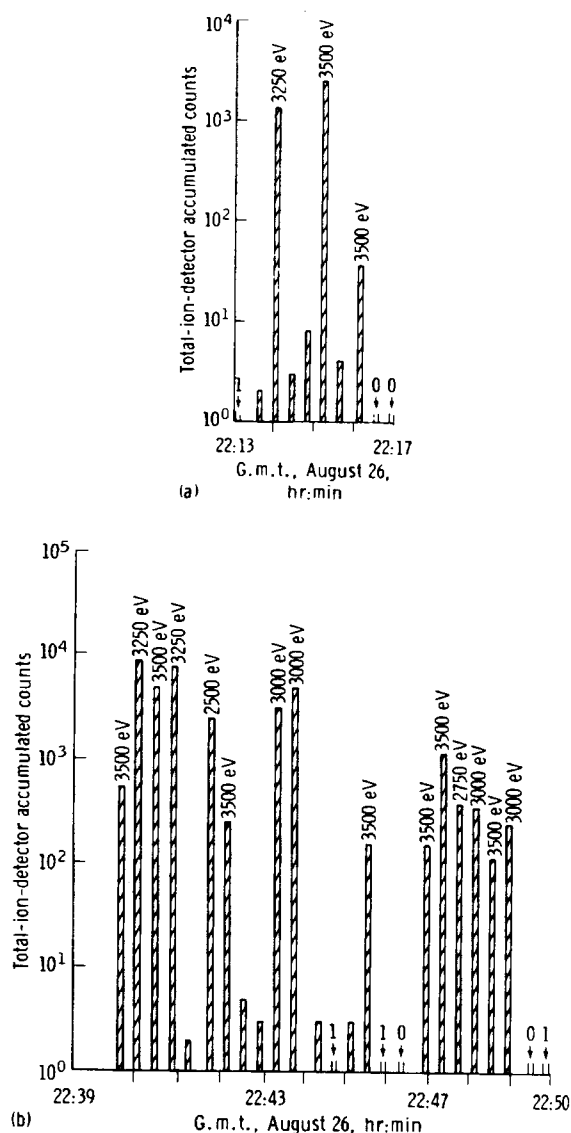 Total-ion-detector accumulated counts
10⁴
10³
10²
10¹
10⁰
1
3250 eV
3500 eV
3500 eV
0
0
22:13
22:17
G.m.t., August 26,
hr:min
(a)
Total-ion-detector accumulated counts
10⁵
10⁴
10³
10²
10¹
10⁰
3500 eV
3250 eV
3500 eV
3250 eV
2500 eV
3500 eV
3000 eV
3000 eV
1
3500 eV
1
0
3500 eV
3500 eV
2750 eV
3000 eV
3500 eV
3000 eV
0
1
22:39
22:43
22:47
22:50
(b)
G.m.t., August 26, hr:min